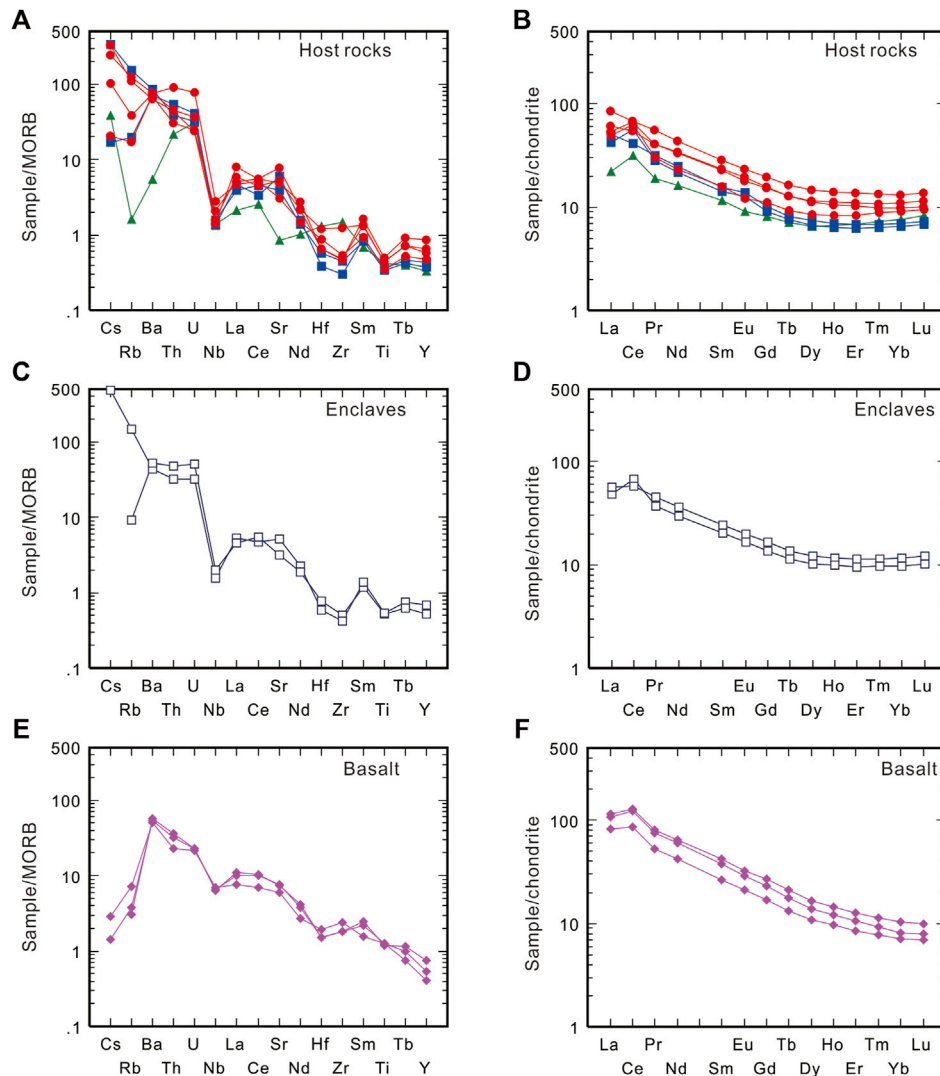 A
500
100
10
1
.1
Sample/MORB
Host rocks
Cs Ba U La Sr Hf Sm Tb
Rb Th Nb Ce Nd Zr Ti Y
B
500
100
10
1
Sample/chondrite
Host rocks
La Pr Eu Tb Ho Tm Lu
Ce Nd Sm Gd Dy Er Yb
C
500
100
10
1
.1
Sample/MORB
Enclaves
Cs Ba U La Sr Hf Sm Tb
Rb Th Nb Ce Nd Zr Ti Y
D
500
100
10
1
Sample/chondrite
Enclaves
La Pr Eu Tb Ho Tm Lu
Ce Nd Sm Gd Dy Er Yb
E
500
100
10
1
.1
Sample/MORB
Basalt
Cs Ba U La Sr Hf Sm Tb
Rb Th Nb Ce Nd Zr Ti Y
F
500
100
10
1
Sample/chondrite
Basalt
La Pr Eu Tb Ho Tm Lu
Ce Nd Sm Gd Dy Er Yb